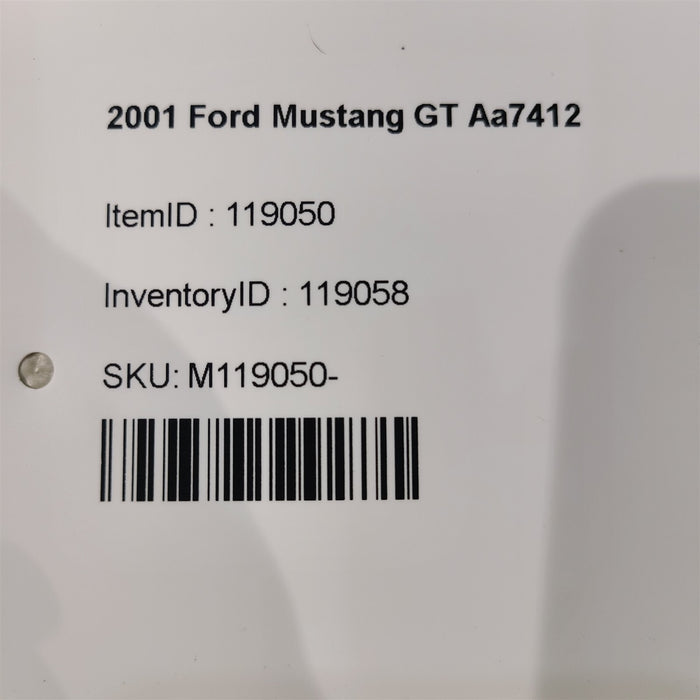 2001 Ford Mustang GT Aa7412
ItemID : 119050
InventoryID : 119058
SKU: M119050-